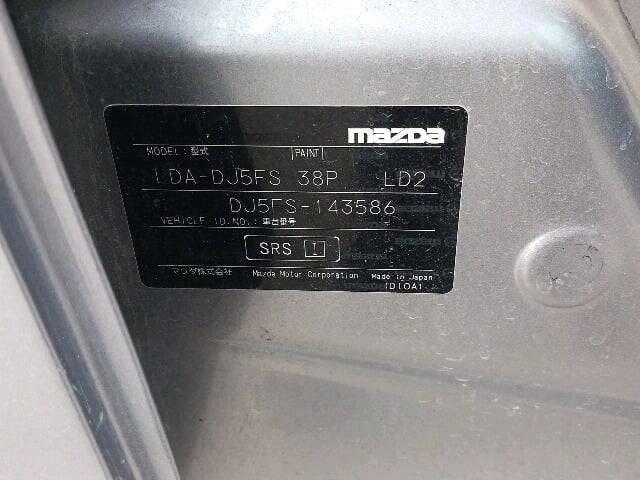 mazda
MODEL:型式 PAINT
LDA-DJ5FS 38P LD2
DJ5FS-143586
VEHICLE ID.NO.:車台番号
SRS I
マツダ株式会社 Mazda Motor Corporation Made in Japan
(D10A)